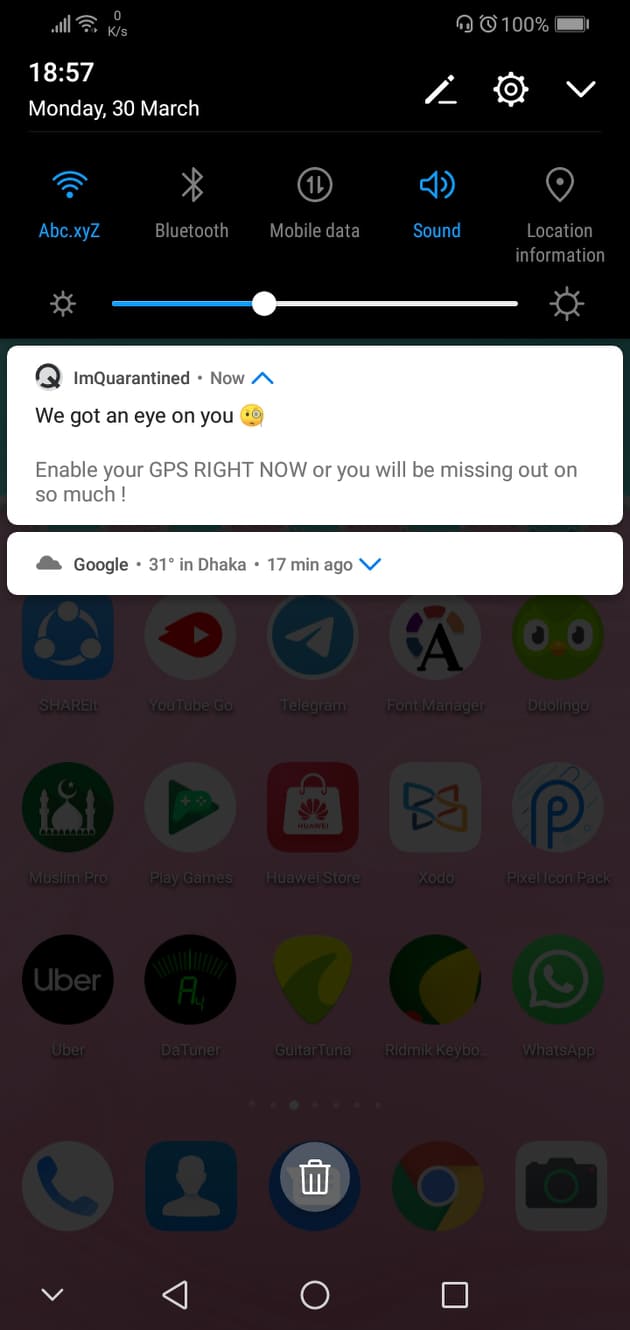 0
K/s
100%
18:57
Monday, 30 March
Abc.xyZ
Bluetooth
Mobile data
Sound
Location
information
ImQuarantined • Now
We got an eye on you 🧐
Enable your GPS RIGHT NOW or you will be missing out on
so much !
Google • 31° in Dhaka • 17 min ago
A
SHAREit
YouTube Go
Telegram
Font Manager
Duolingo
HUAWEI
Muslim Pro
Play Games
Huawei Store
Xodo
Pixel Icon Pack
Uber
A4
Uber
DaTuner
GuitarTuna
Ridmik Keybo...
WhatsApp